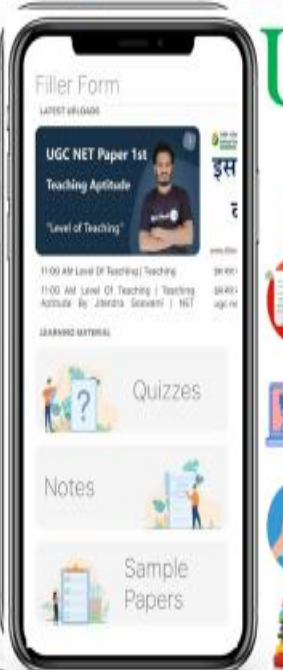 Filler Form
LATEST UPLOADS
UGC NET Paper 1st
Teaching Aptitude
"Level of Teaching"
इस
11:00 AM Level Of Teaching | Teaching
11:00 AM Level Of Teaching | Teaching
Aptitude By Jitendra Goswami | NET
ugc ne
LEARNING MATERIAL
Quizzes
Notes
Sample
Papers
U